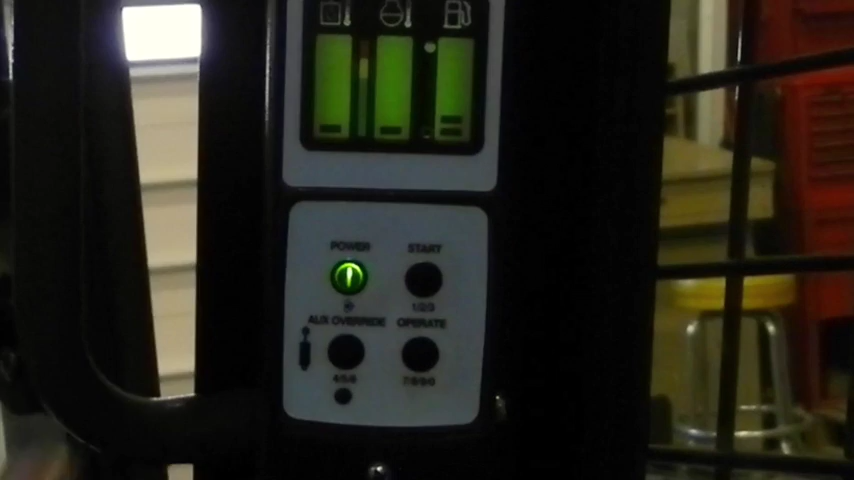 POWER START
1/2/3
AUX OVERRIDE OPERATE
4/5/6 7/8/9/0